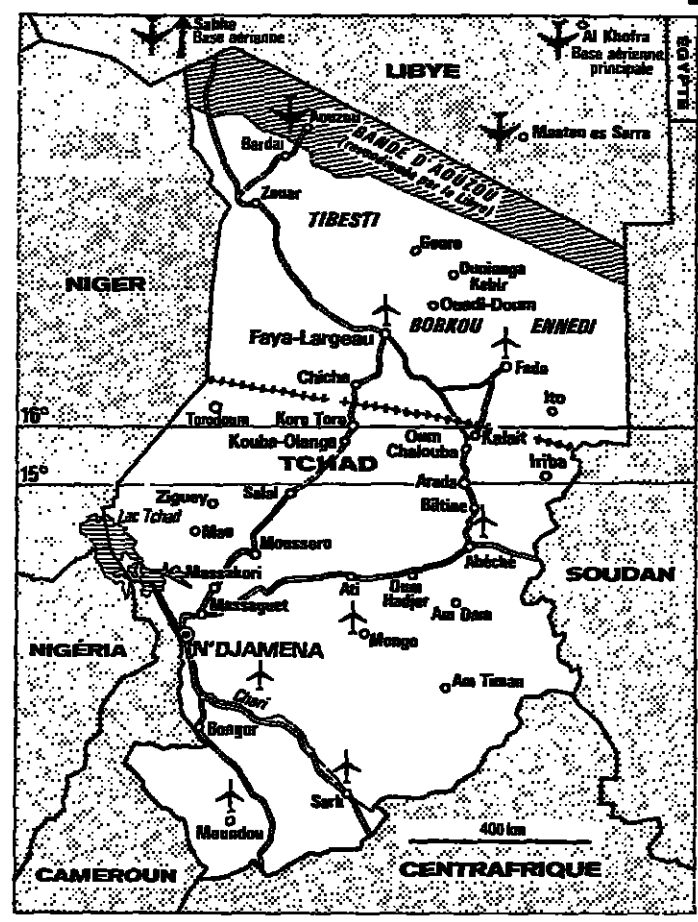 Sabha
Base aérienne
Al Khofra
Base aérienne
principale
EGYPTE
LIBYE
Aouzou
Maaten es Sarra
Bardaï
BANDE D'AOUZOU
(revendiquée par la Libye)
Zouar
TIBESTI
Gouro
NIGER
Ounianga
Kebir
Ouadi-Doum
BORKOU
ENNEDI
Faya-Largeau
Fada
Chicha
Ito
16°
Torodoum
Koro Toro
Kouba-Olanga
Oum
Chalouba
Kalait
TCHAD
Iriba
15°
Arada
Salal
Ziguey
Biltine
Lac Tchad
Mao
Moussoro
Abéché
Massakori
SOUDAN
Ati
Oum
Hadjer
Massaguet
Am Dam
NIGÉRIA
N'DJAMENA
Mongo
Am Timan
Chari
Bongor
Sarh
Moundou
400 km
CAMEROUN
CENTRAFRIQUE